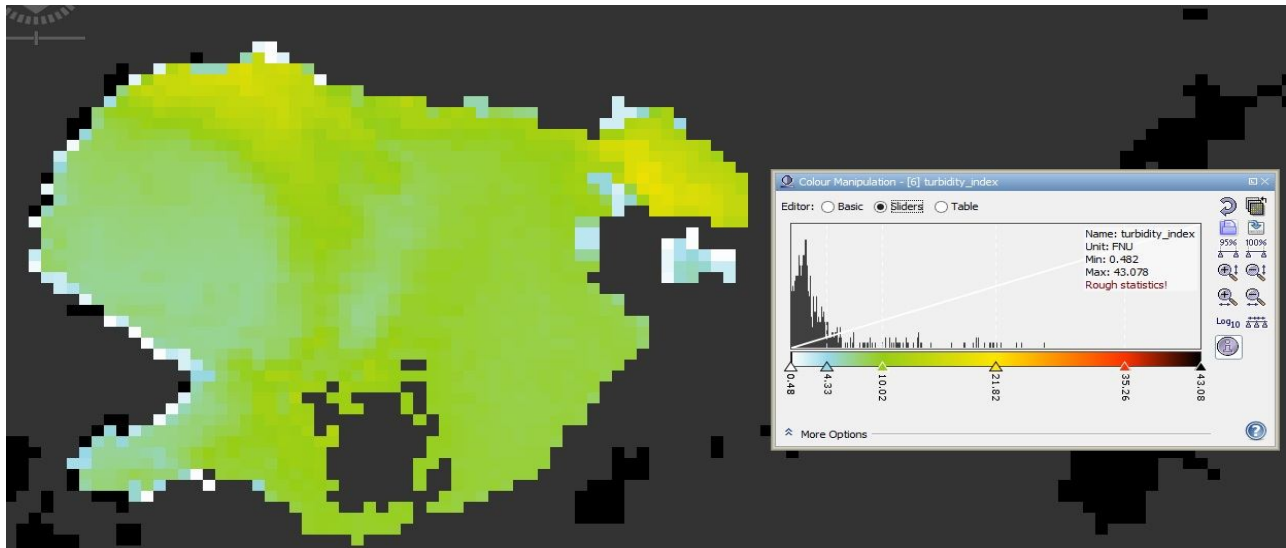 Colour Manipulation - [6] turbidity_index
Editor: Basic Sliders Table
Name: turbidity_index
Unit: FNU
Min: 0.482
Max: 43.078
Rough statistics!
95% 100%
Log10
0.48 4.33 10.02 21.82 35.26 43.08
More Options